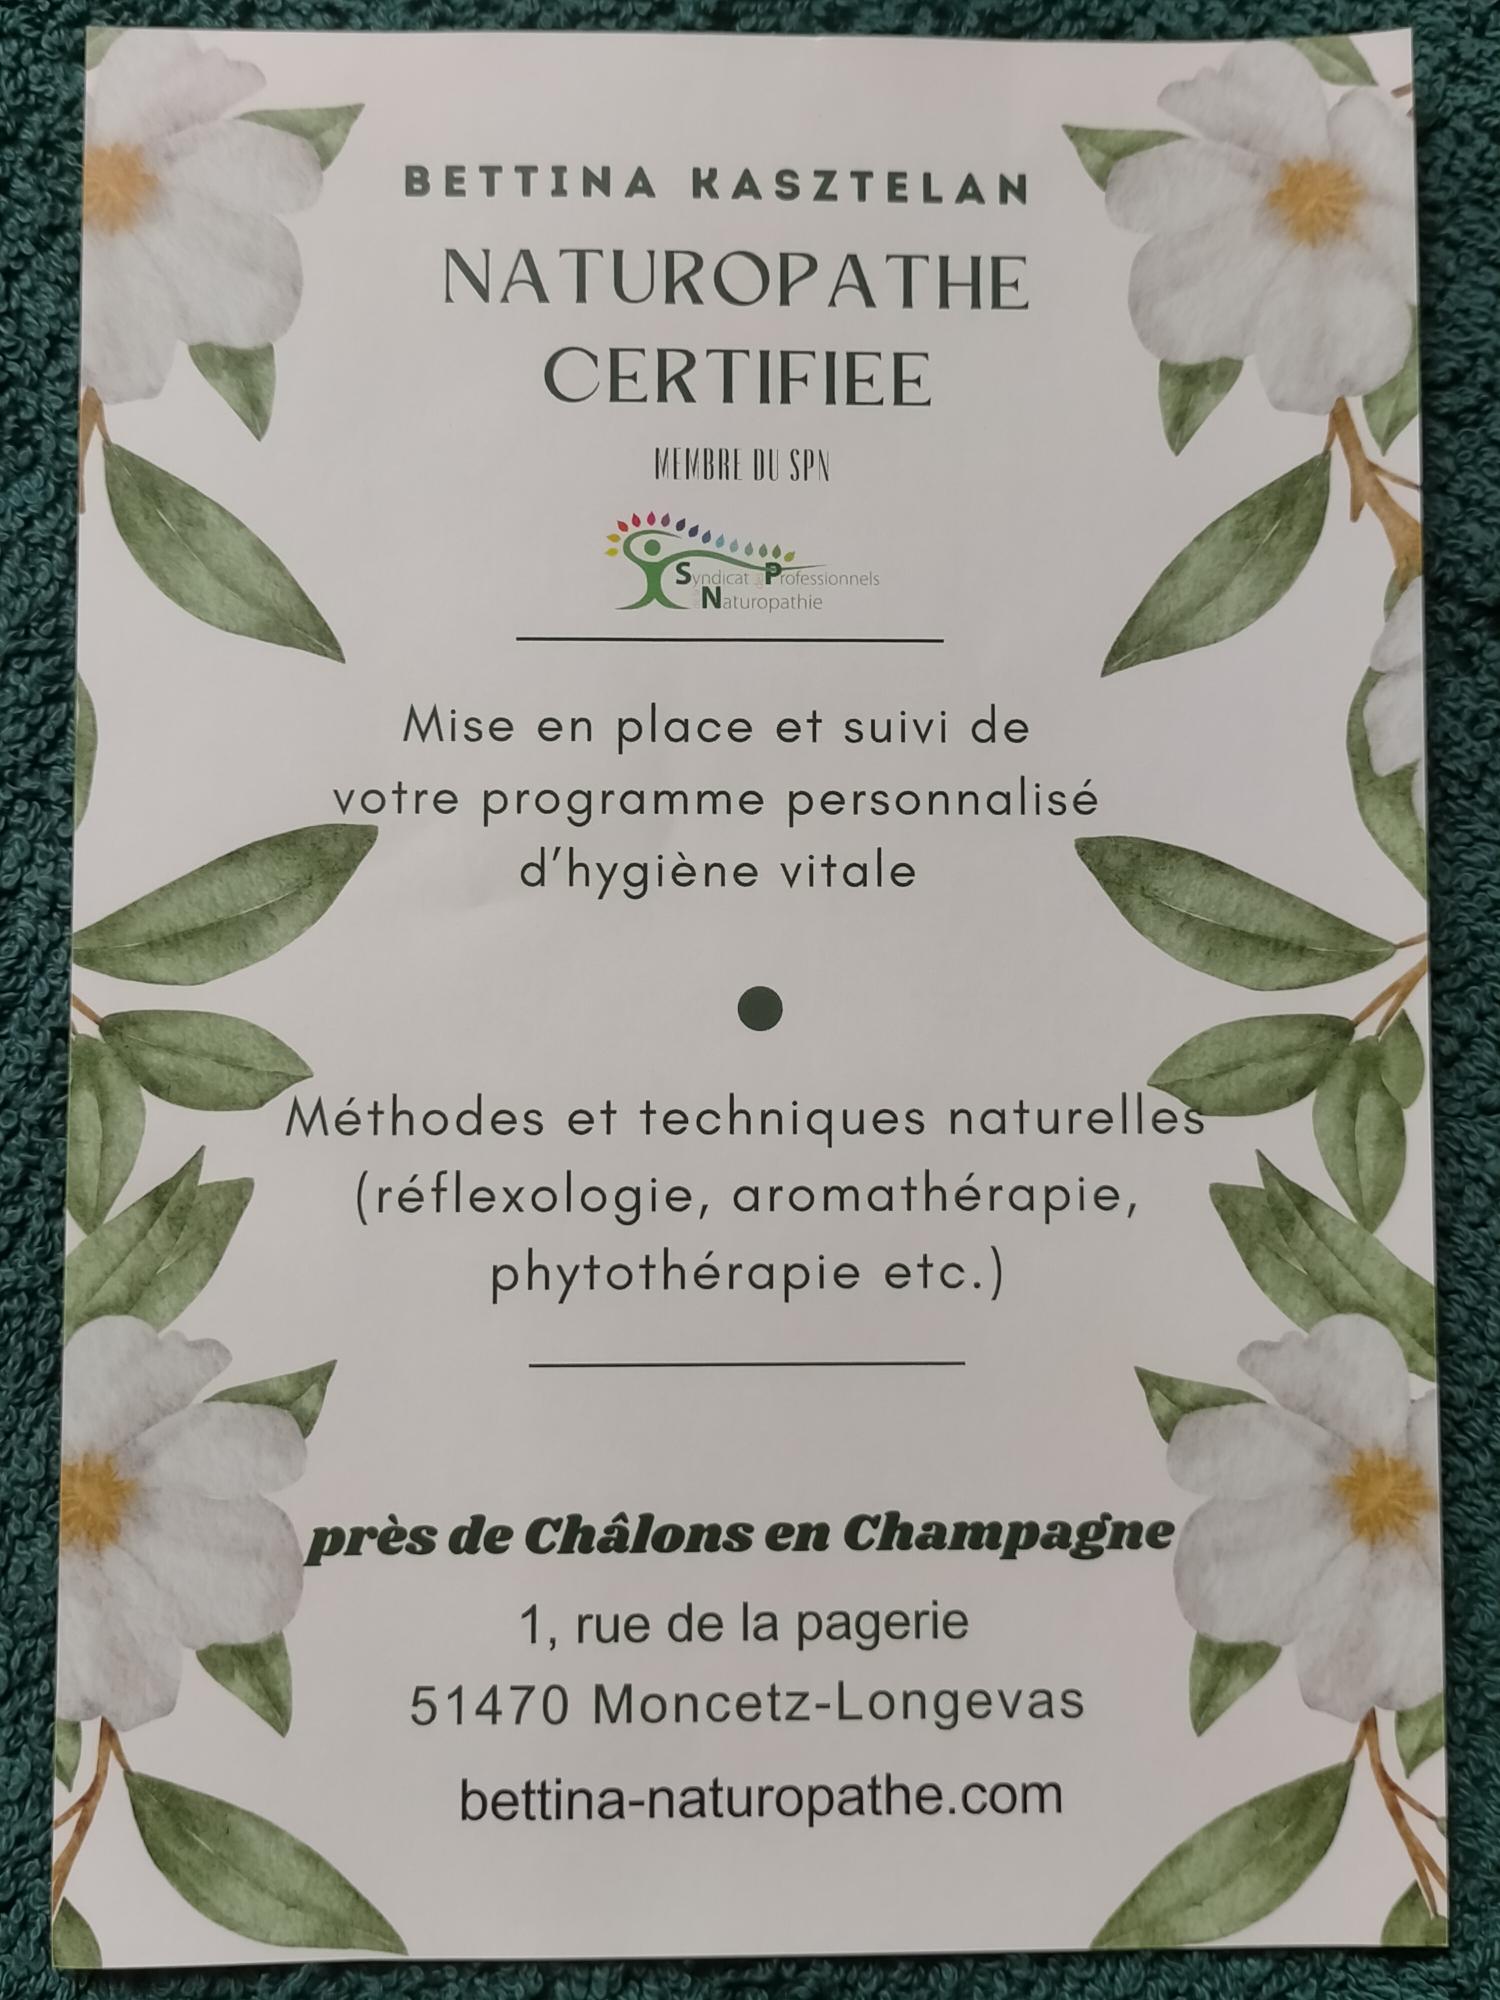 BETTINA KASZTELAN
NATUROPATHE
CERTIFIEE
MEMBRE DU SPN
Syndicat Professionnels
Naturopathie
Mise en place et suivi de
votre programme personnalisé
d'hygiène vitale
Méthodes et techniques naturelles
(réflexologie, aromathérapie,
phytothérapie etc.)
près de Châlons en Champagne
1, rue de la pagerie
51470 Moncetz-Longevas
bettina-naturopathe.com